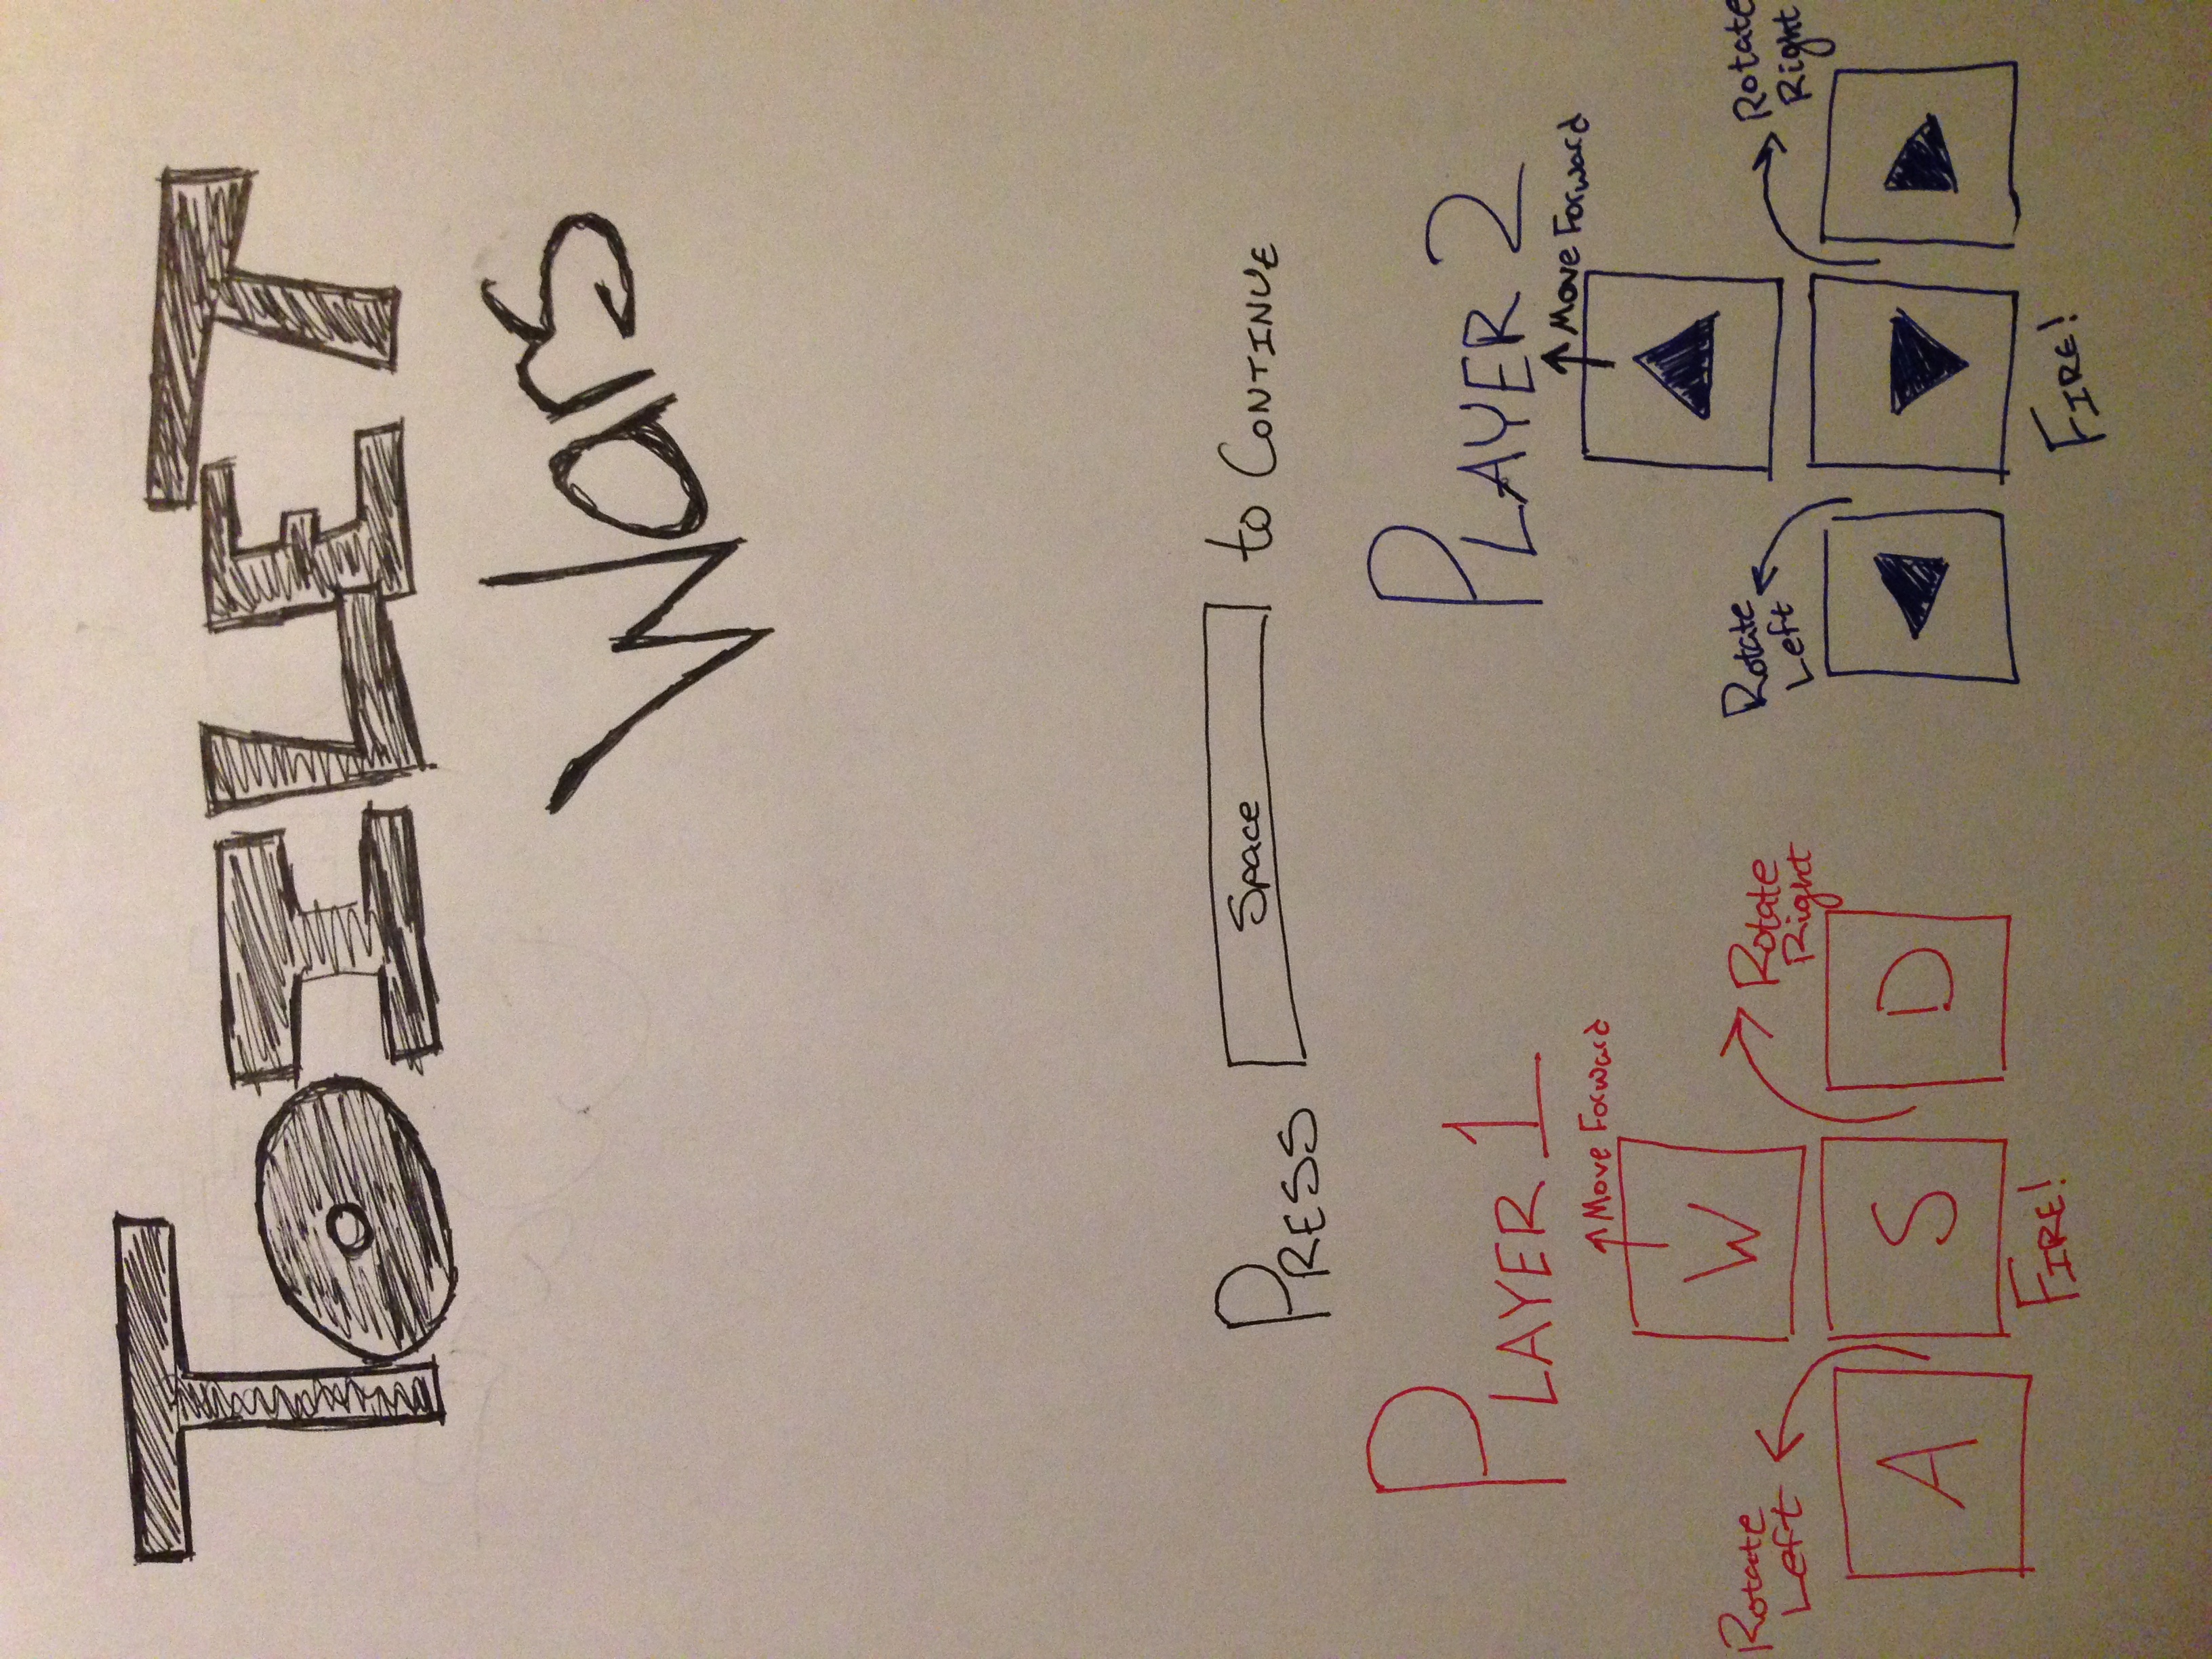 TOILET
Wars
PRESS Space to CONTINUE
PLAYER 1
PLAYER 2
Move Forward
Move Forward
W
Rotate
Left
Rotate
Right
Rotate
Left
Rotate
Right
A S D
FIRE!
FIRE!